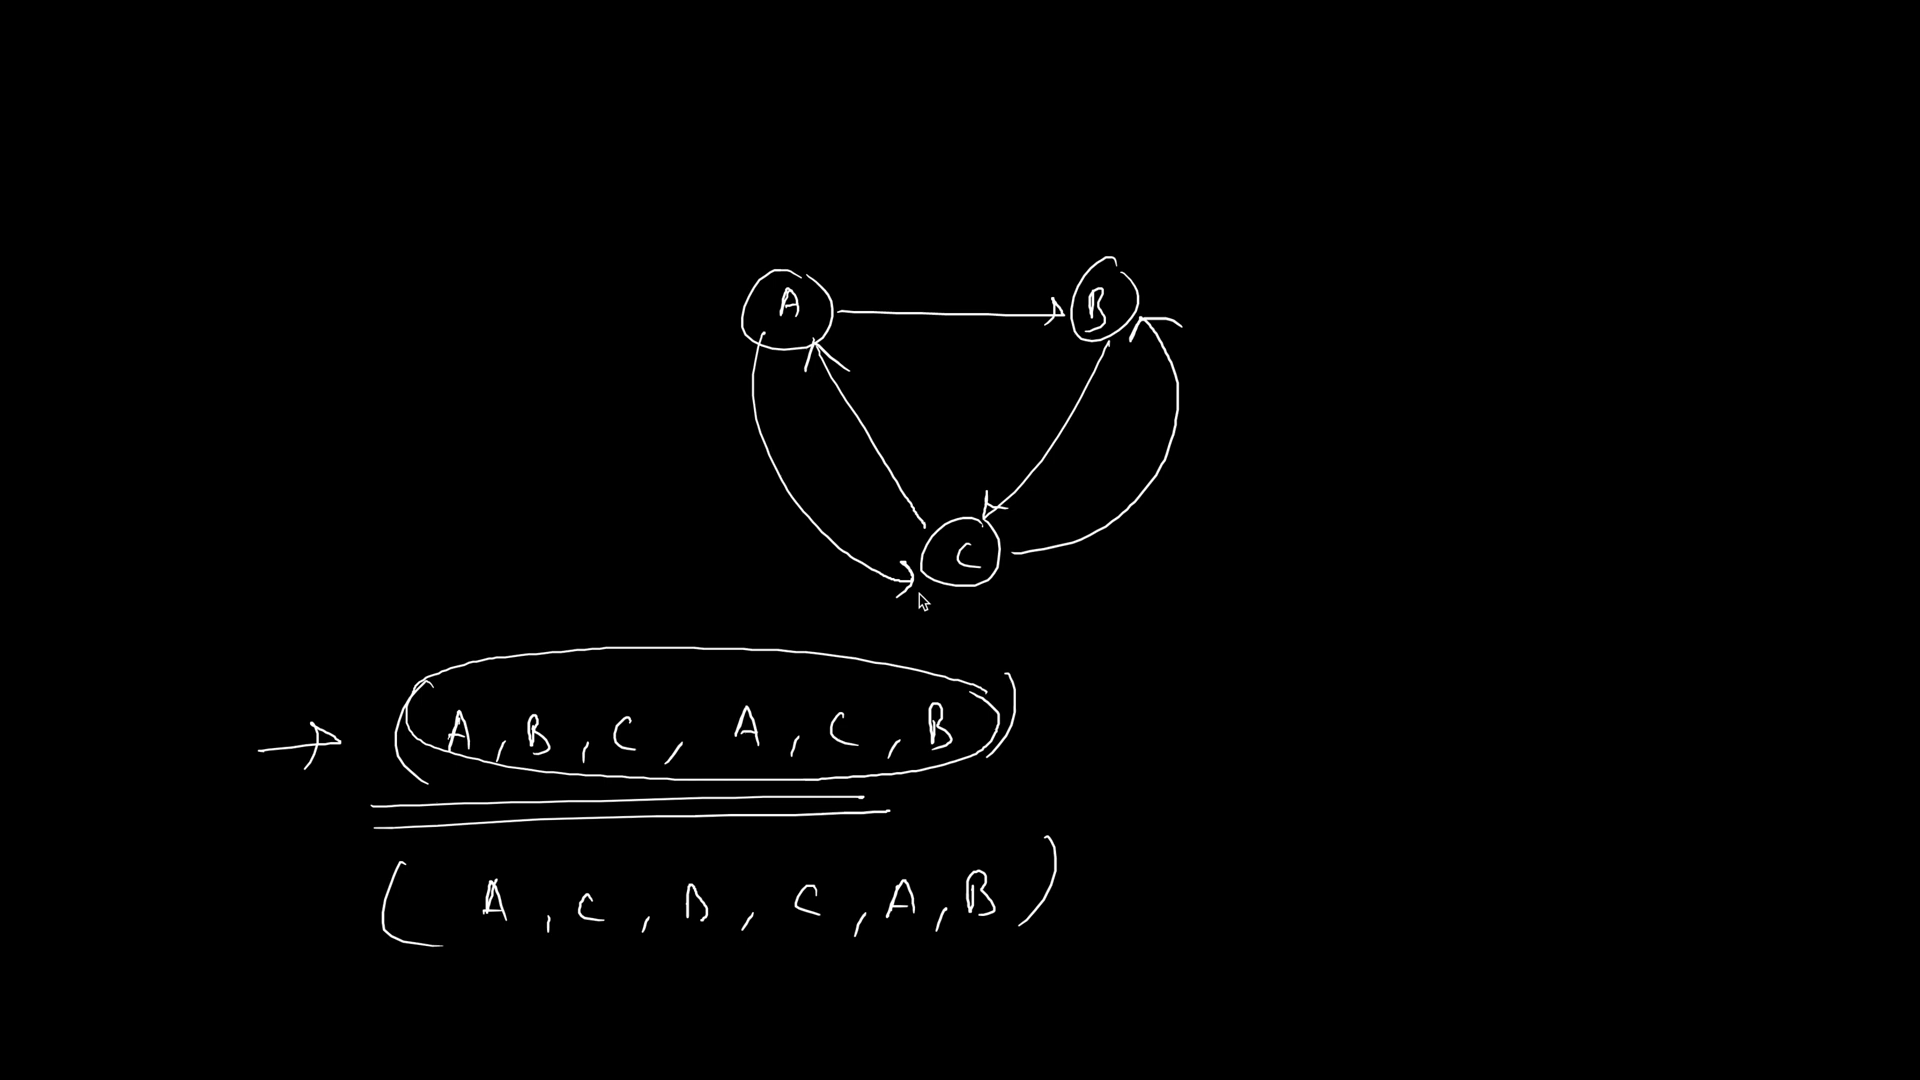 A
B
C
(A, B, C, A, C, B)
(A, C, B, C, A, B)